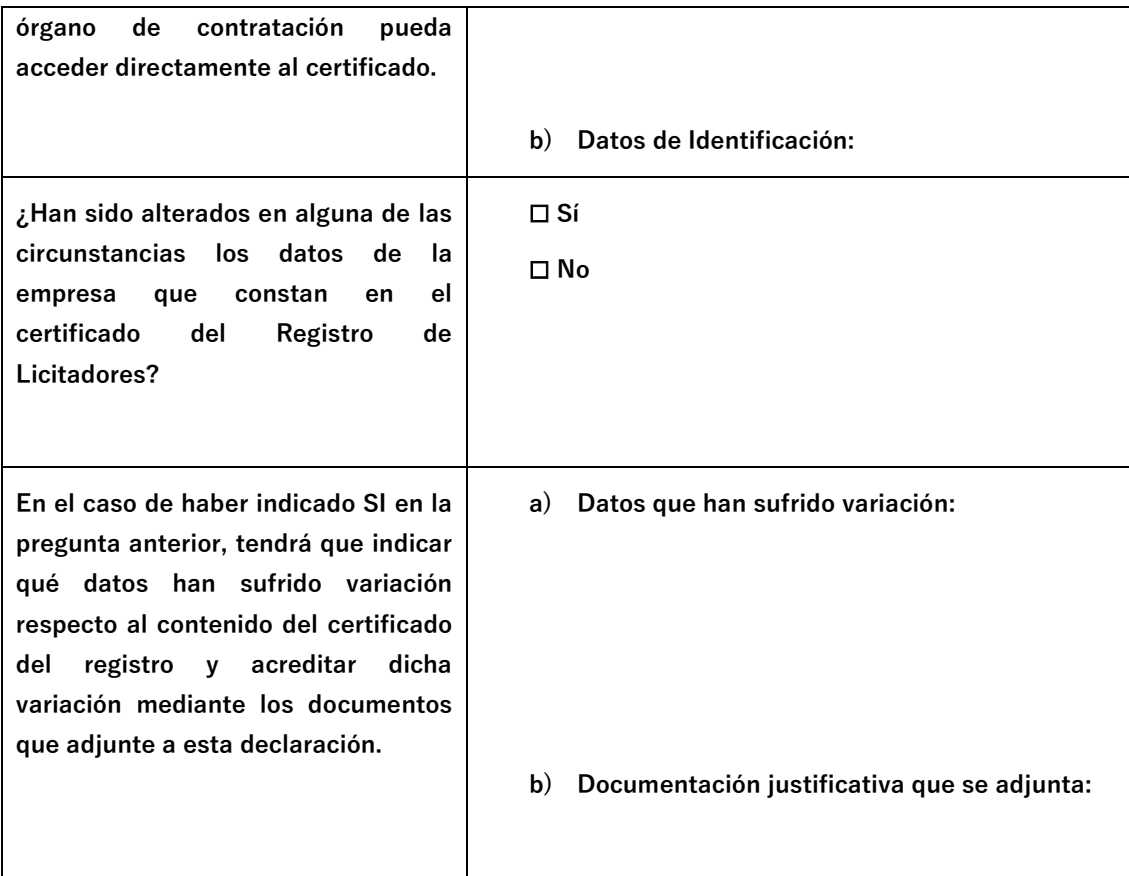 órgano de contratación pueda
acceder directamente al certificado.
b) Datos de Identificación:
¿Han sido alterados en alguna de las
circunstancias los datos de la
empresa que constan en el
certificado del Registro de
Licitadores?
☐ Sí
☐ No
En el caso de haber indicado SI en la
pregunta anterior, tendrá que indicar
qué datos han sufrido variación
respecto al contenido del certificado
del registro y acreditar dicha
variación mediante los documentos
que adjunte a esta declaración.
a) Datos que han sufrido variación:
b) Documentación justificativa que se adjunta: